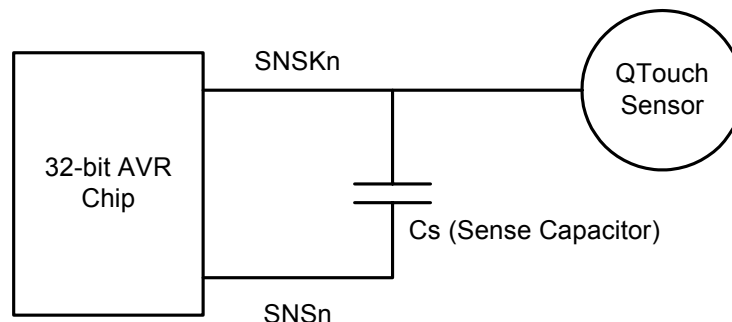 SNSKn
QTouch
Sensor
32-bit AVR
Chip
Cs (Sense Capacitor)
SNSn